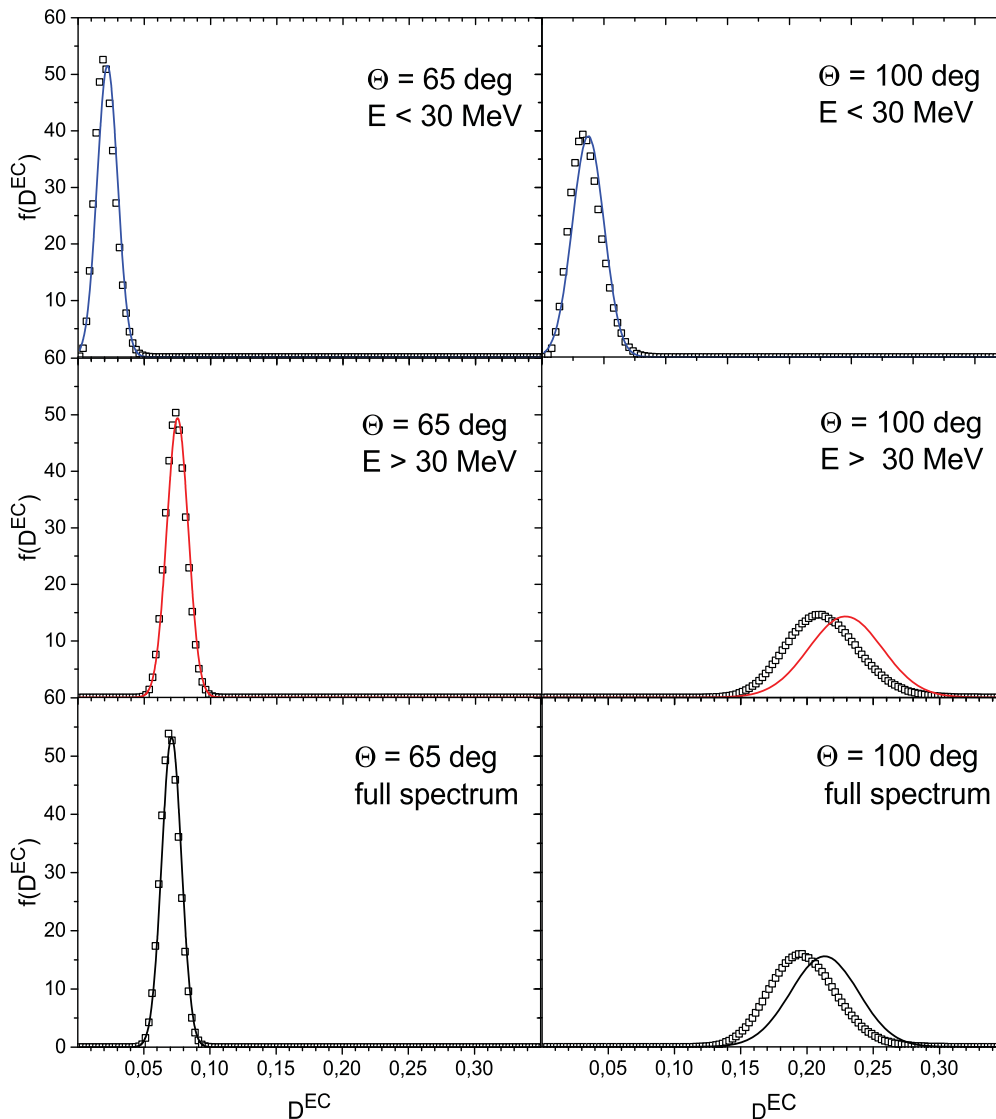 60
50
40
30
20
10
f(D^EC)
Θ = 65 deg
E < 30 MeV
Θ = 100 deg
E < 30 MeV
60
50
40
30
20
10
f(D^EC)
Θ = 65 deg
E > 30 MeV
Θ = 100 deg
E > 30 MeV
60
50
40
30
20
10
0
f(D^EC)
Θ = 65 deg
full spectrum
Θ = 100 deg
full spectrum
0,05 0,10 0,15 0,20 0,25 0,30
0,05 0,10 0,15 0,20 0,25 0,30
D^EC
D^EC